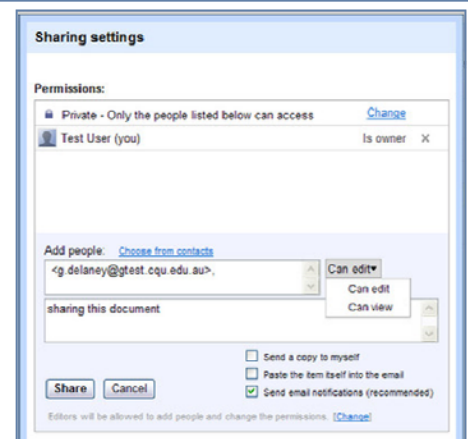 Sharing settings
Permissions:
Private - Only the people listed below can access Change
Test User (you) Is owner ×
Add people: Choose from contacts
<g.delaney@gtest.cqu.edu.au>, Can edit▾
Can edit
Can view
sharing this document
Send a copy to myself
Paste the item itself into the email
Share Cancel Send email notifications (recommended)
Editors will be allowed to add people and change the permissions. [Change]